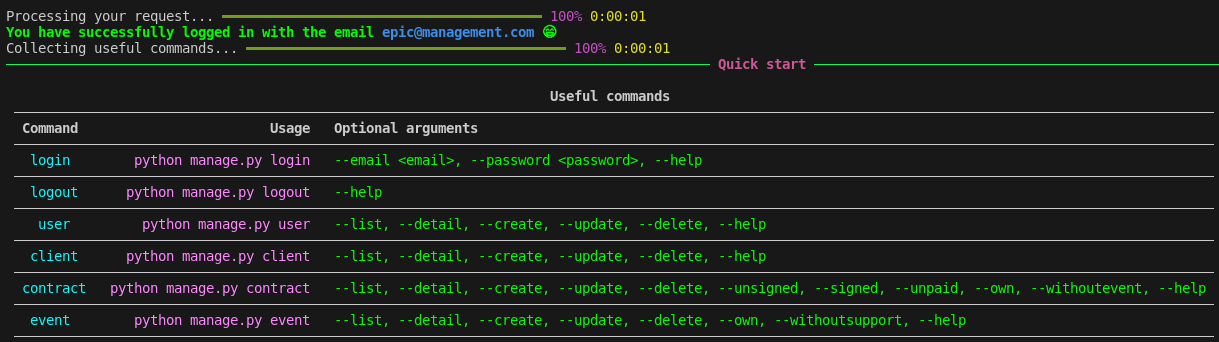 Processing your request... 100% 0:00:01
You have successfully logged in with the email epic@management.com 😄
Collecting useful commands... 100% 0:00:01
Quick start
Useful commands
Command Usage Optional arguments
login python manage.py login --email <email>, --password <password>, --help
logout python manage.py logout --help
user python manage.py user --list, --detail, --create, --update, --delete, --help
client python manage.py client --list, --detail, --create, --update, --delete, --help
contract python manage.py contract --list, --detail, --create, --update, --delete, --unsigned, --signed, --unpaid, --own, --withoutevent, --help
event python manage.py event --list, --detail, --create, --update, --delete, --own, --withoutsupport, --help